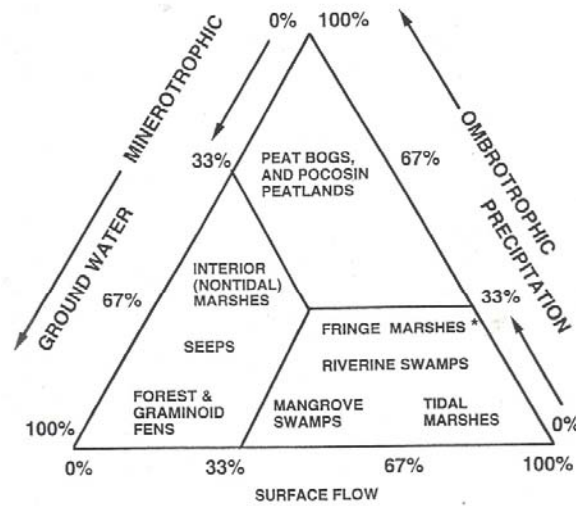 0% 100%
MINEROTROPHIC
GROUND WATER
OMBROTROPHIC
PRECIPITATION
33%
67%
PEAT BOGS,
AND POCOSIN
PEATLANDS
67%
33%
INTERIOR
(NONTIDAL)
MARSHES
SEEPS
FOREST &
GRAMINOID
FENS
FRINGE MARSHES *
RIVERINE SWAMPS
MANGROVE
SWAMPS
TIDAL
MARSHES
100%
0%
0% 33% 67% 100%
SURFACE FLOW